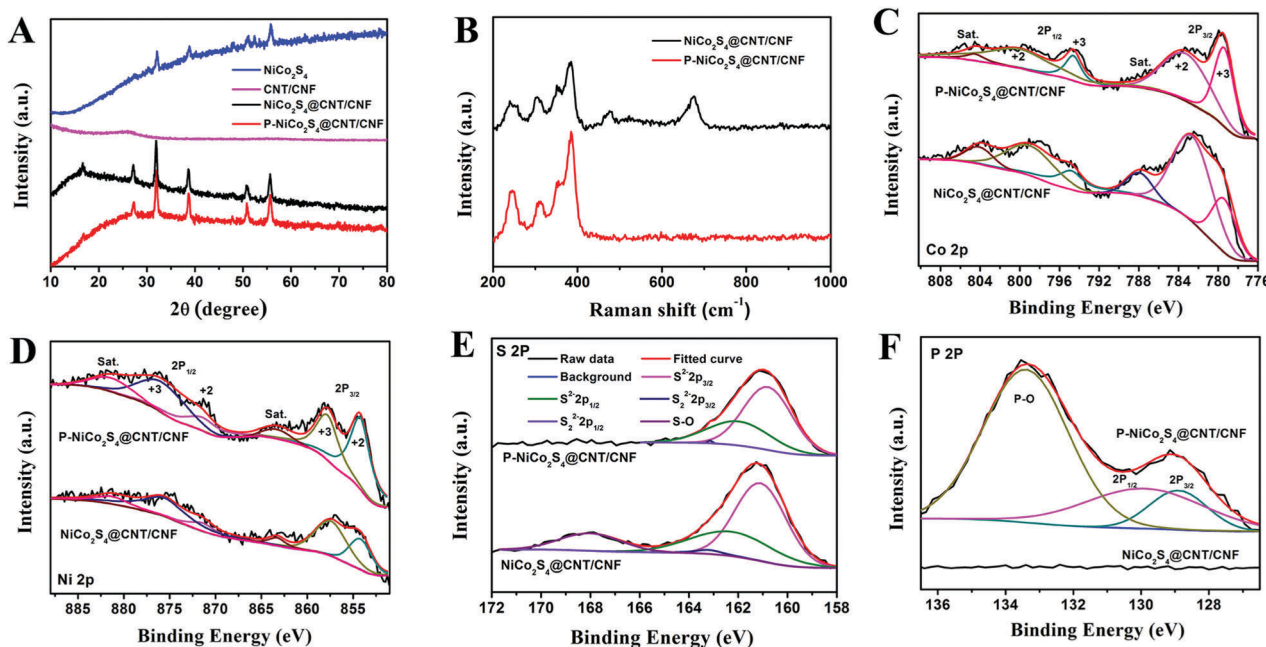 A
Intensity (a.u.)
NiCo₂S₄
CNT/CNF
NiCo₂S₄@CNT/CNF
P-NiCo₂S₄@CNT/CNF
10 20 30 40 50 60 70 80
2θ (degree)
B
Intensity (a.u.)
NiCo₂S₄@CNT/CNF
P-NiCo₂S₄@CNT/CNF
200 400 600 800 1000
Raman shift (cm⁻¹)
C
Intensity (a.u.)
Sat. 2P₁/₂ +3 2P₃/₂
+2 Sat. +2 +3
P-NiCo₂S₄@CNT/CNF
NiCo₂S₄@CNT/CNF
Co 2p
808 804 800 796 792 788 784 780 776
Binding Energy (eV)
D
Intensity (a.u.)
Sat. 2P₁/₂ 2P₃/₂
+3 +2 Sat. +3 +2
P-NiCo₂S₄@CNT/CNF
NiCo₂S₄@CNT/CNF
Ni 2p
885 880 875 870 865 860 855
Binding Energy (eV)
E
Intensity (a.u.)
S 2P
Raw data Fitted curve
Background S²⁻2p₃/₂
S²⁻2p₁/₂ S₂²⁻2p₃/₂
S₂²⁻2p₁/₂ S-O
P-NiCo₂S₄@CNT/CNF
NiCo₂S₄@CNT/CNF
172 170 168 166 164 162 160 158
Binding Energy (eV)
F
Intensity (a.u.)
P 2P
P-O
P-NiCo₂S₄@CNT/CNF
2P₁/₂ 2P₃/₂
NiCo₂S₄@CNT/CNF
136 134 132 130 128
Binding Energy (eV)